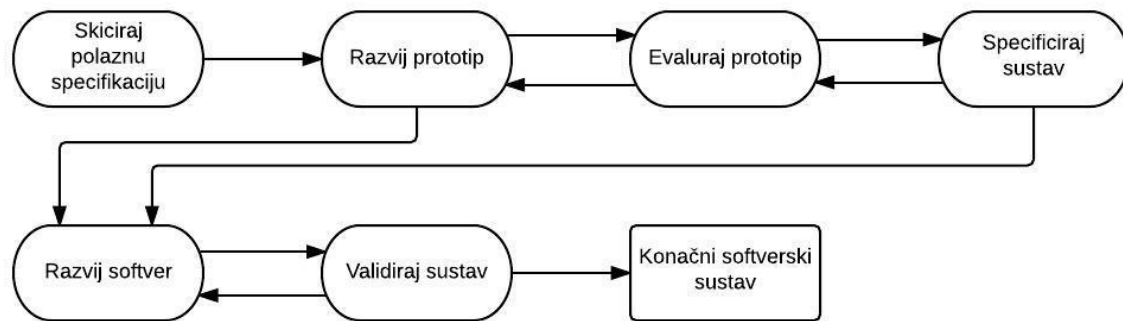 Skiciraj
polaznu
specifikaciju
Razvij prototip
Evaluraj prototip
Specificiraj
sustav
Razvij softver
Validiraj sustav
Konačni softverski
sustav